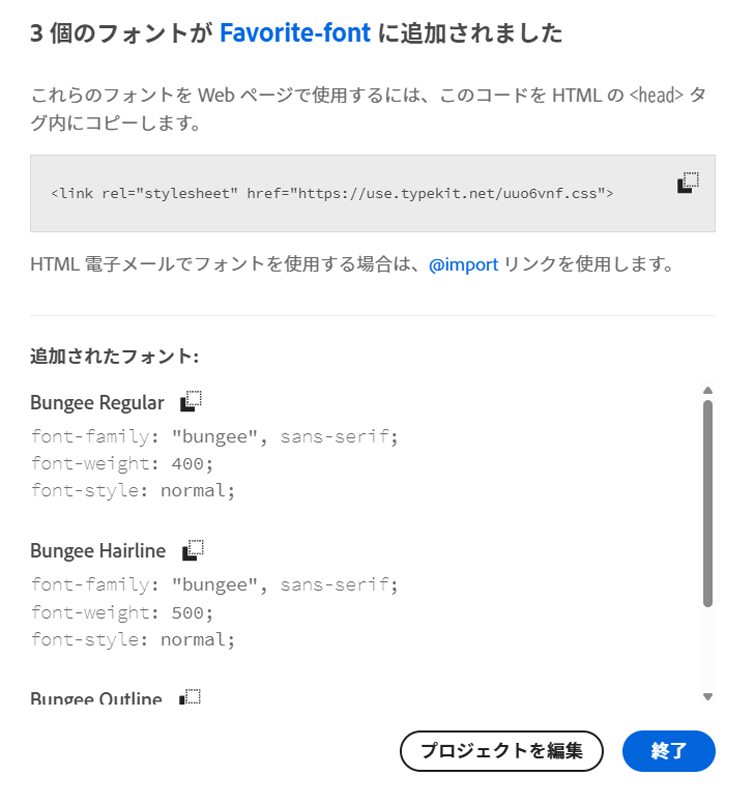 3 個のフォントが Favorite-font に追加されました
これらのフォントを Web ページで使用するには、このコードを HTML の <head> タ
グ内にコピーします。
<link rel="stylesheet" href="https://use.typekit.net/uuo6vnf.css">
HTML 電子メールでフォントを使用する場合は、@import リンクを使用します。
追加されたフォント:
Bungee Regular
font-family: "bungee", sans-serif;
font-weight: 400;
font-style: normal;
Bungee Hairline
font-family: "bungee", sans-serif;
font-weight: 500;
font-style: normal;
Bungee Outline
プロジェクトを編集
終了